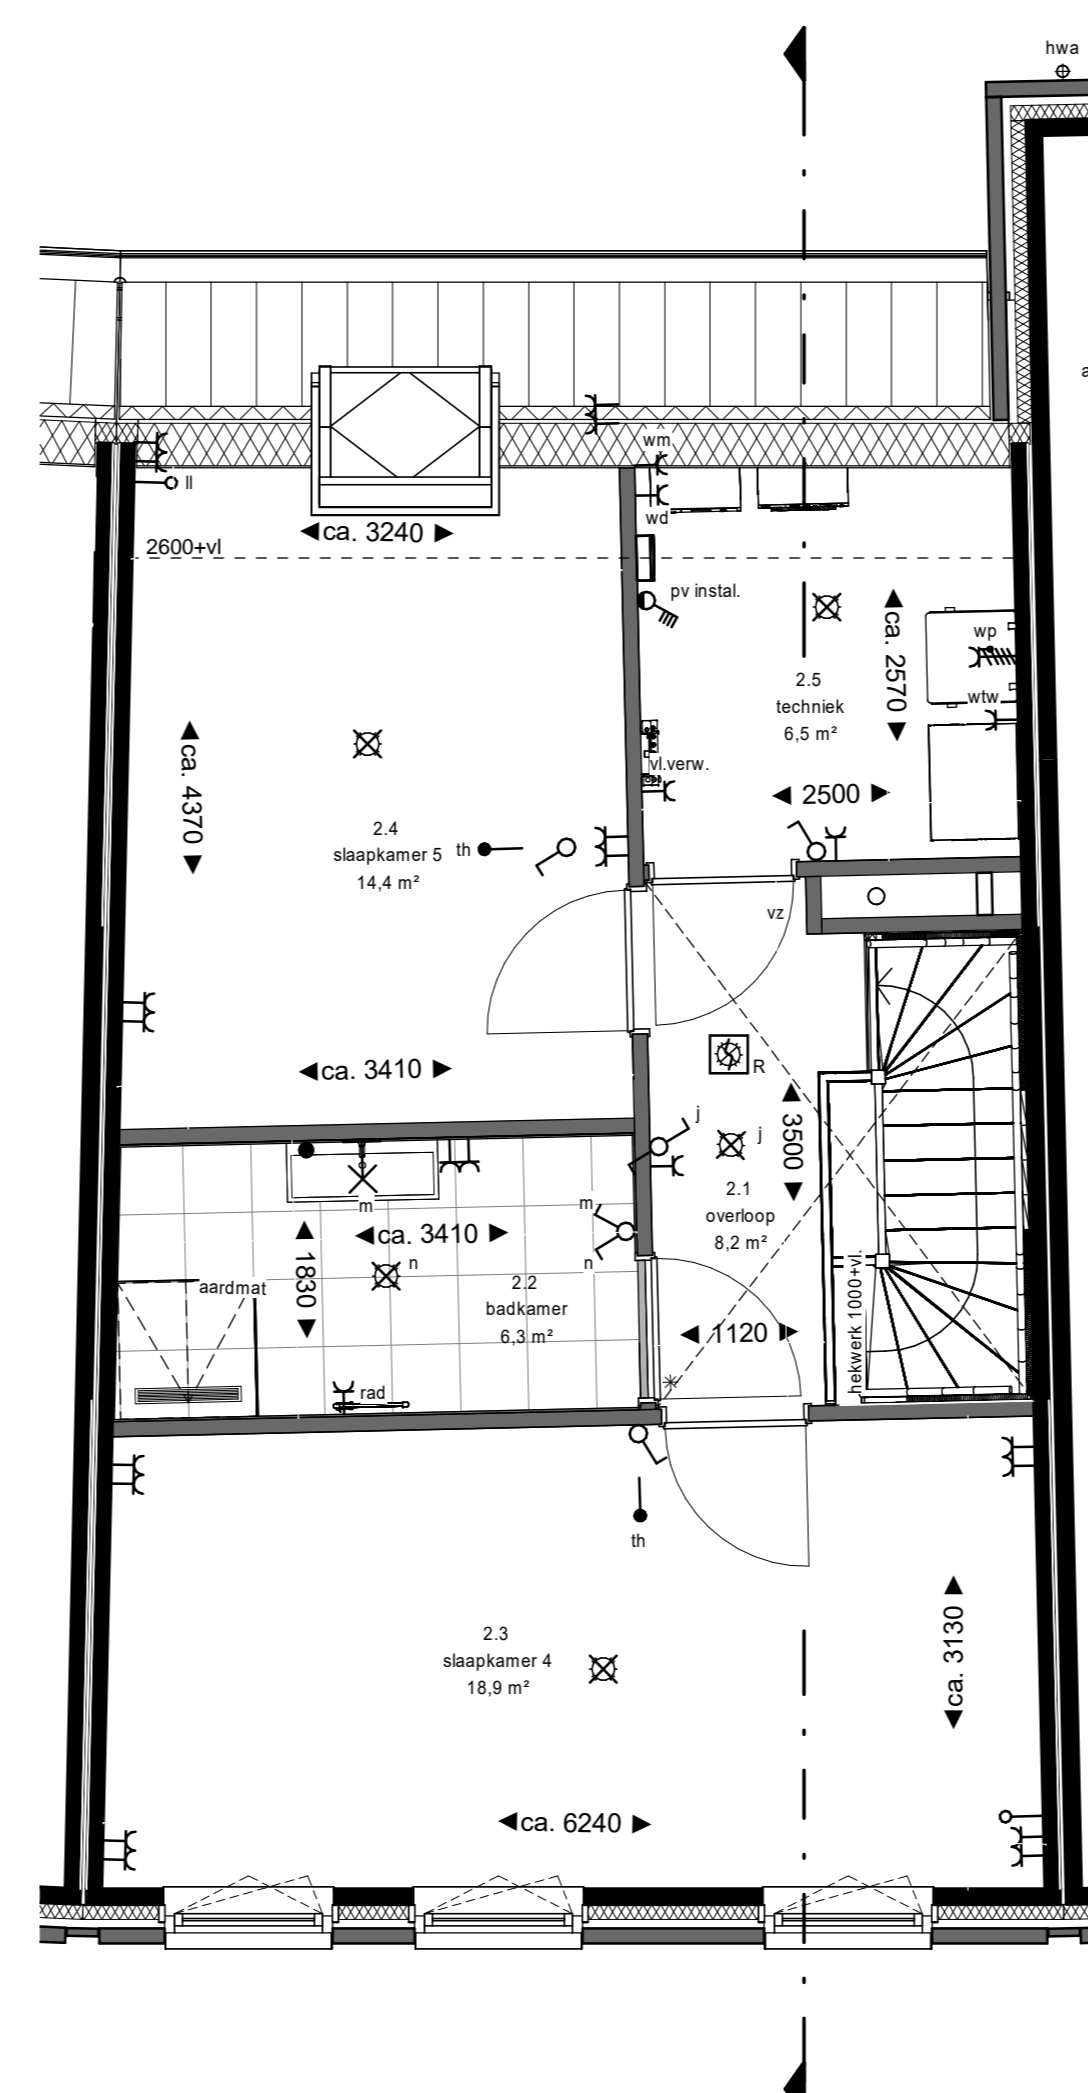 hwa
a
wm
ll
wd
◀ca. 3240 ▶
2600+vl
pv instal.
wp
◀ca. 2570 ▶
2.5
techniek
6,5 m²
wtw
◀ca. 4370 ▶
vl.verw.
◀ 2500 ▶
2.4
slaapkamer 5
14,4 m²
th
vz
R
◀ca. 3410 ▶
j
j
◀ 3500 ▶
2.1
overloop
8,2 m²
m
m
◀ca. 3410 ▶
n
n
◀ 1830 ▶
aardmat
2.2
badkamer
6,3 m²
◀ 1120 ▶
hekwerk 1000+vl.
rad
th
2.3
slaapkamer 4
18,9 m²
◀ca. 3130 ▶
◀ca. 6240 ▶